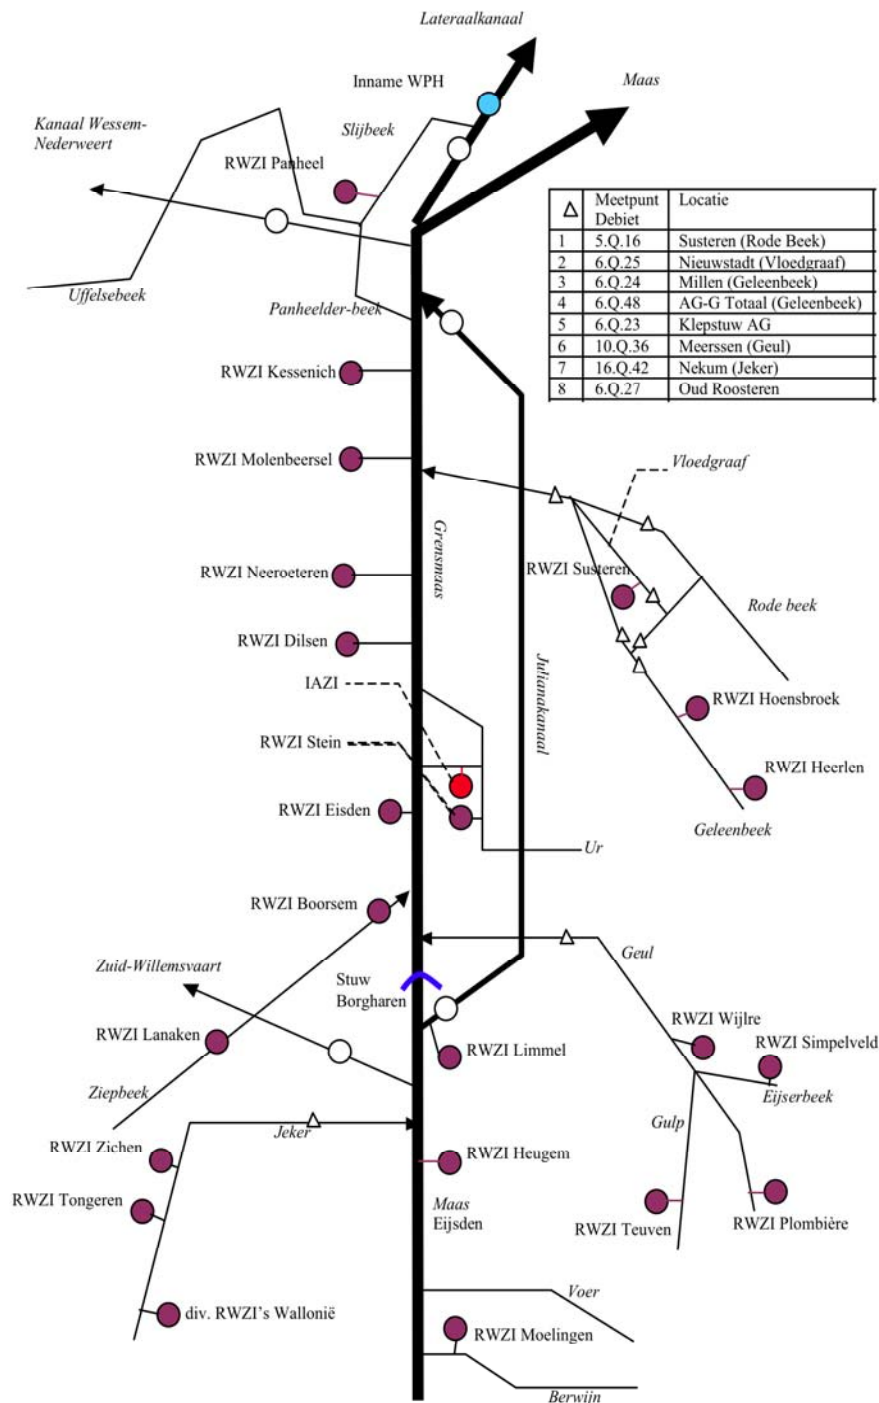 Lateraalkanaal
Inname WPH
Maas
Kanaal Wessem-
Nederweert
Slijbeek
RWZI Panheel
Meetpunt
Debiet
Locatie
1 5.Q.16 Susteren (Rode Beek)
2 6.Q.25 Nieuwstadt (Vloedgraaf)
3 6.Q.24 Millen (Geleenbeek)
4 6.Q.48 AG-G Totaal (Geleenbeek)
5 6.Q.23 Klepstuw AG
6 10.Q.36 Meerssen (Geul)
7 16.Q.42 Nekum (Jeker)
8 6.Q.27 Oud Roosteren
Uffelsebeek
Panheelder-beek
RWZI Kessenich
RWZI Molenbeersel
Vloedgraaf
Grensmaas
RWZI Neeroeteren
RWZI Susteren
Rode beek
RWZI Dilsen
Julianakanaal
IAZI
RWZI Hoensbroek
RWZI Stein
RWZI Heerlen
RWZI Eisden
Geleenbeek
Ur
RWZI Boorsem
Geul
Zuid-Willemsvaart
Stuw
Borgharen
RWZI Wijlre
RWZI Lanaken
RWZI Limmel
RWZI Simpelveld
Ziepbeek
Eijserbeek
Jeker
Gulp
RWZI Zichen
RWZI Heugem
RWZI Tongeren
Maas
Eijsden
RWZI Teuven
RWZI Plombière
Voer
div. RWZI's Wallonië
RWZI Moelingen
Berwijn